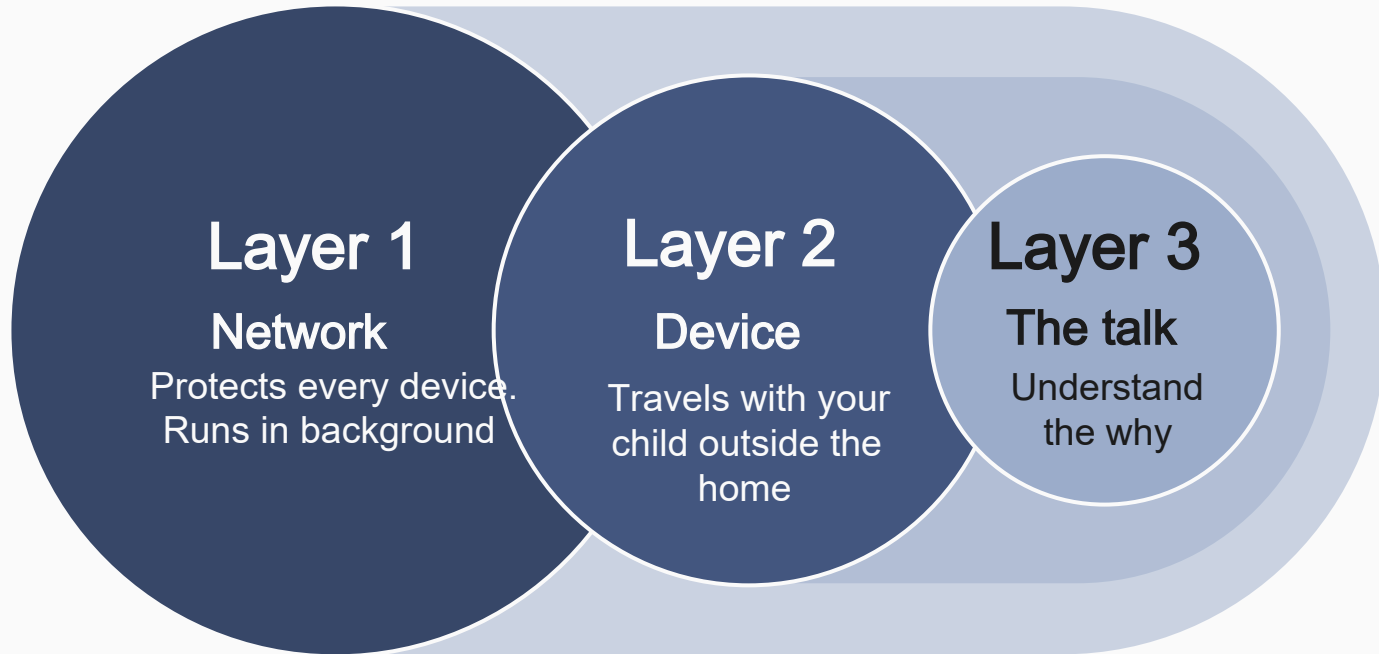 Layer 1
Network
Protects every device.
Runs in background
Layer 2
Device
Travels with your
child outside the
home
Layer 3
The talk
Understand
the why